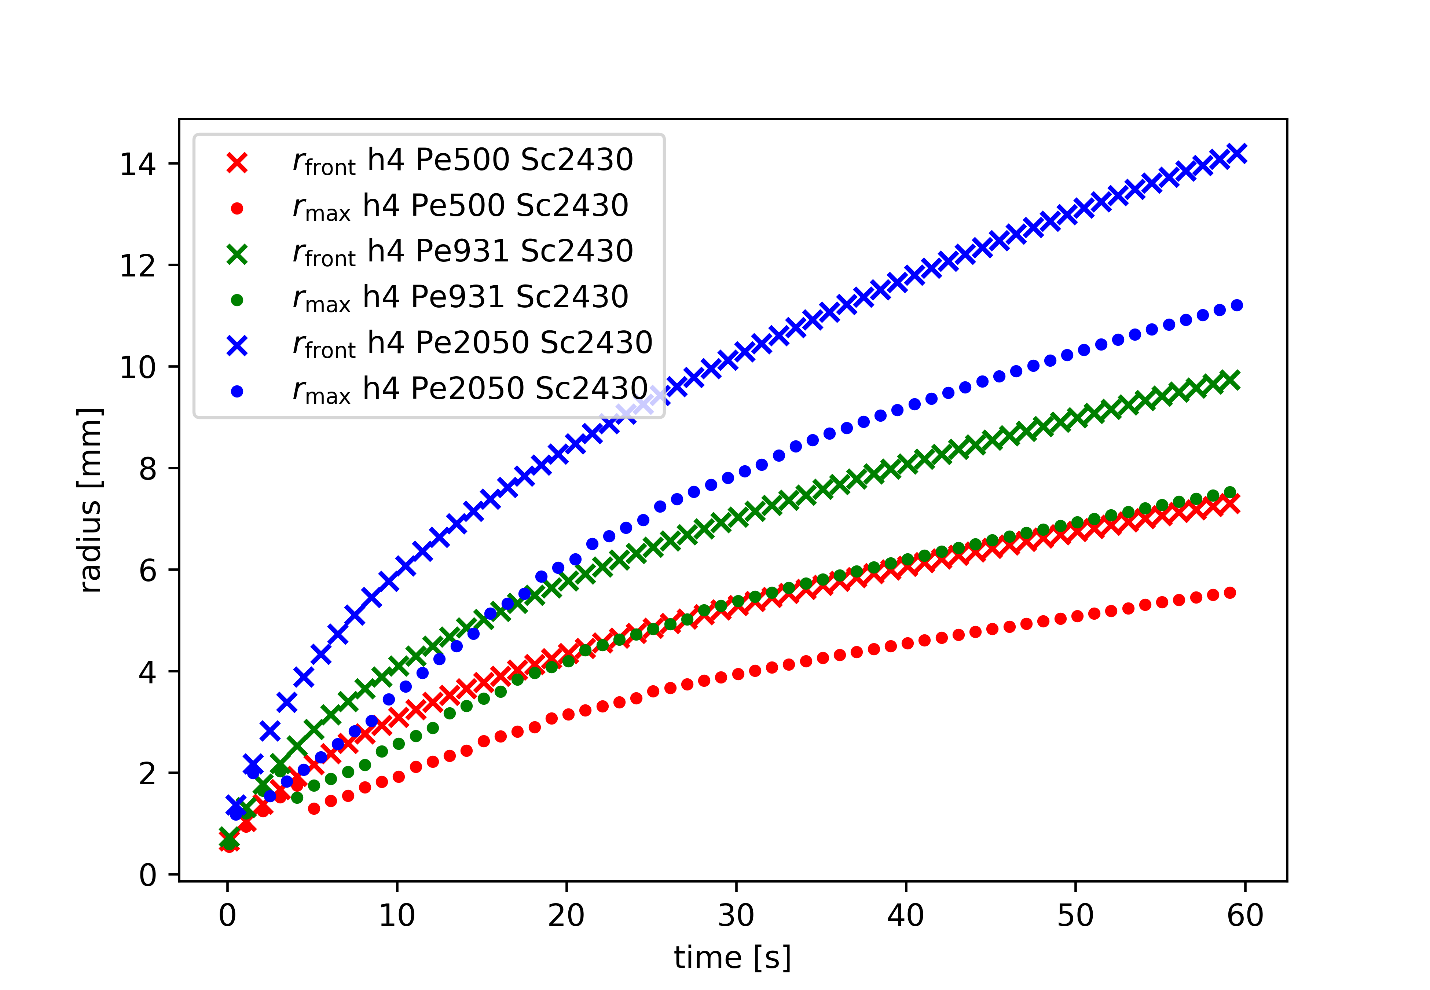 r_front h4 Pe500 Sc2430
r_max h4 Pe500 Sc2430
r_front h4 Pe931 Sc2430
r_max h4 Pe931 Sc2430
r_front h4 Pe2050 Sc2430
r_max h4 Pe2050 Sc2430
14
12
10
8
6
4
2
0
radius [mm]
0 10 20 30 40 50 60
time [s]